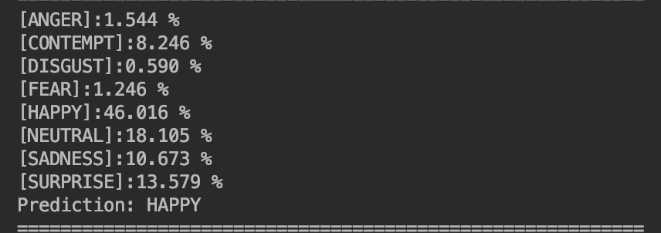 [ANGER]:1.544 %
[CONTEMPT]:8.246 %
[DISGUST]:0.590 %
[FEAR]:1.246 %
[HAPPY]:46.016 %
[NEUTRAL]:18.105 %
[SADNESS]:10.673 %
[SURPRISE]:13.579 %
Prediction: HAPPY
==========================================================